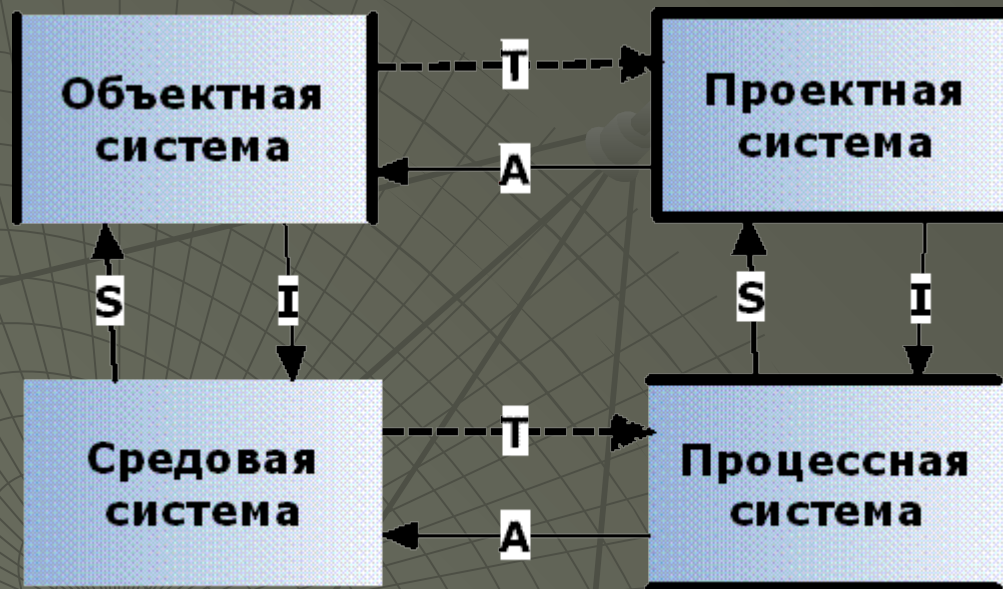 Объектная
система
T
A
Проектная
система
S
I
S
I
Средовая
система
T
A
Процессная
система